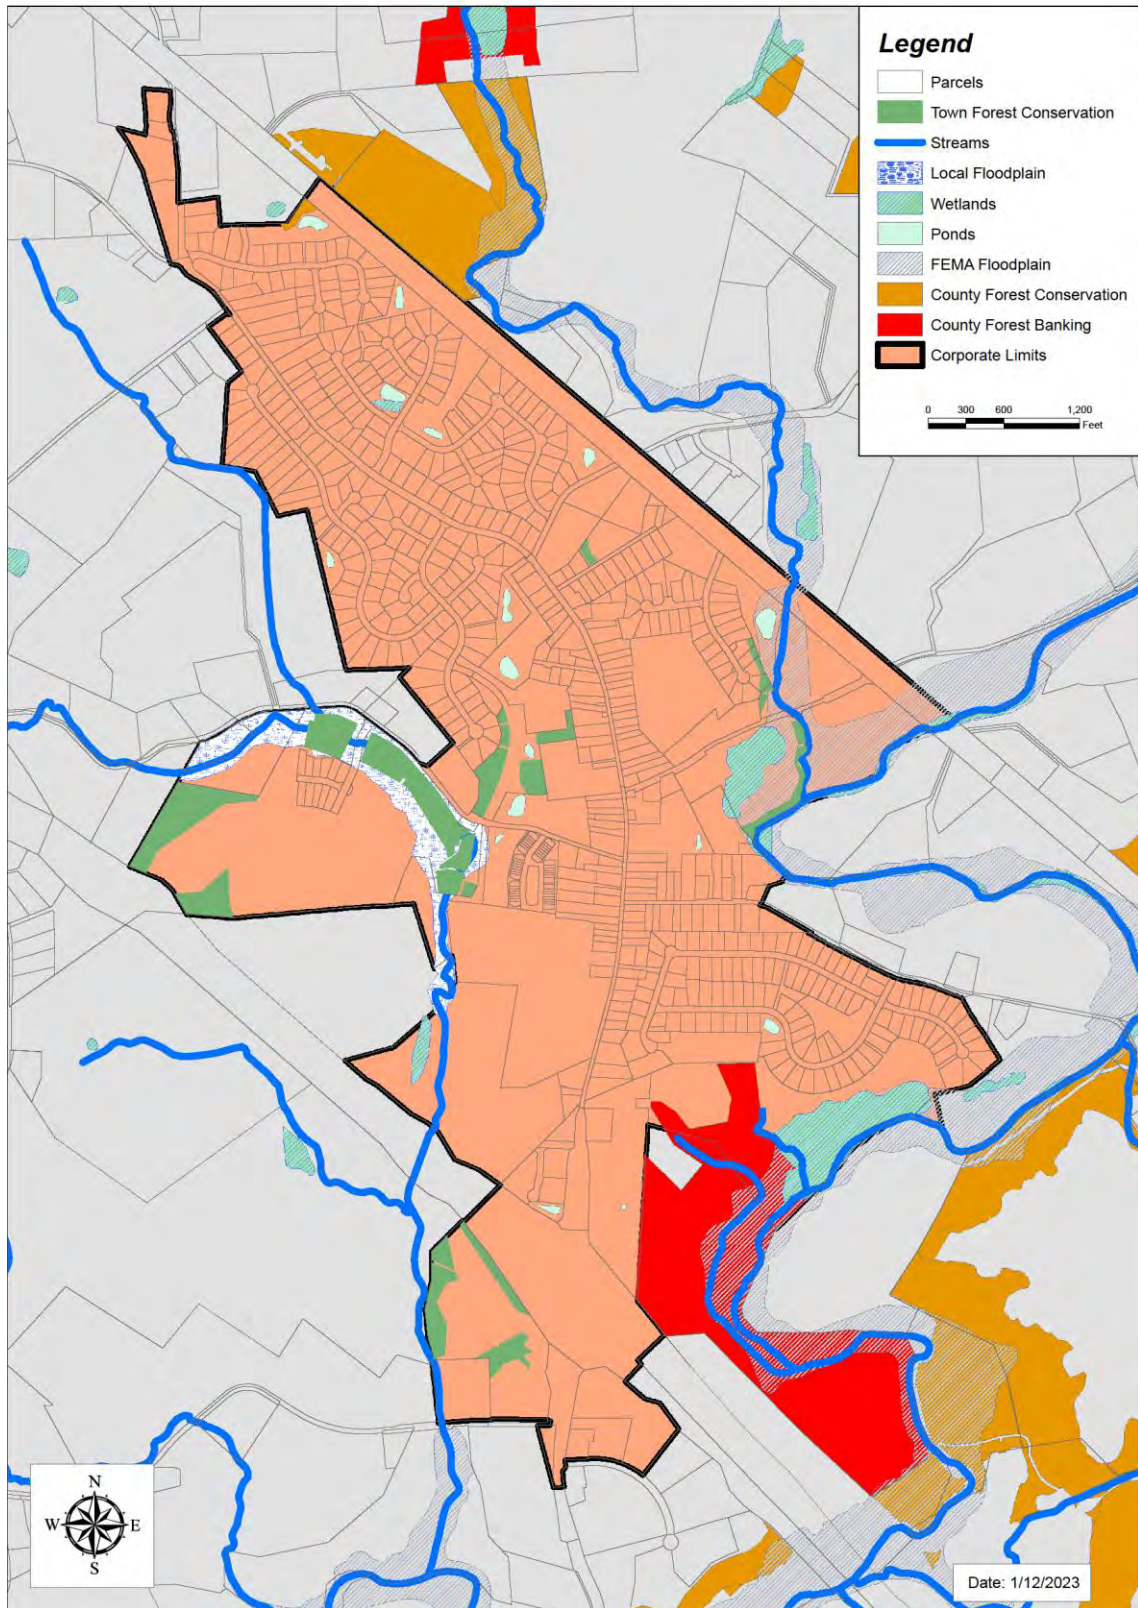 Legend
Parcels
Town Forest Conservation
Streams
Local Floodplain
Wetlands
Ponds
FEMA Floodplain
County Forest Conservation
County Forest Banking
Corporate Limits
0 300 600 1,200
Feet
N
W E
S
Date: 1/12/2023